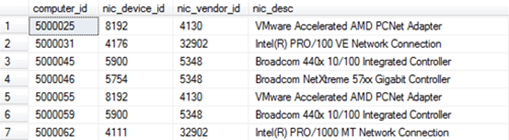 computer_id nic_device_id nic_vendor_id nic_desc
1 5000025 8192 4130 VMware Accelerated AMD PCNet Adapter
2 5000031 4176 32902 Intel(R) PRO/100 VE Network Connection
3 5000045 5900 5348 Broadcom 440x 10/100 Integrated Controller
4 5000046 5754 5348 Broadcom NetXtreme 57xx Gigabit Controller
5 5000055 8192 4130 VMware Accelerated AMD PCNet Adapter
6 5000059 5900 5348 Broadcom 440x 10/100 Integrated Controller
7 5000062 4111 32902 Intel(R) PRO/1000 MT Network Connection